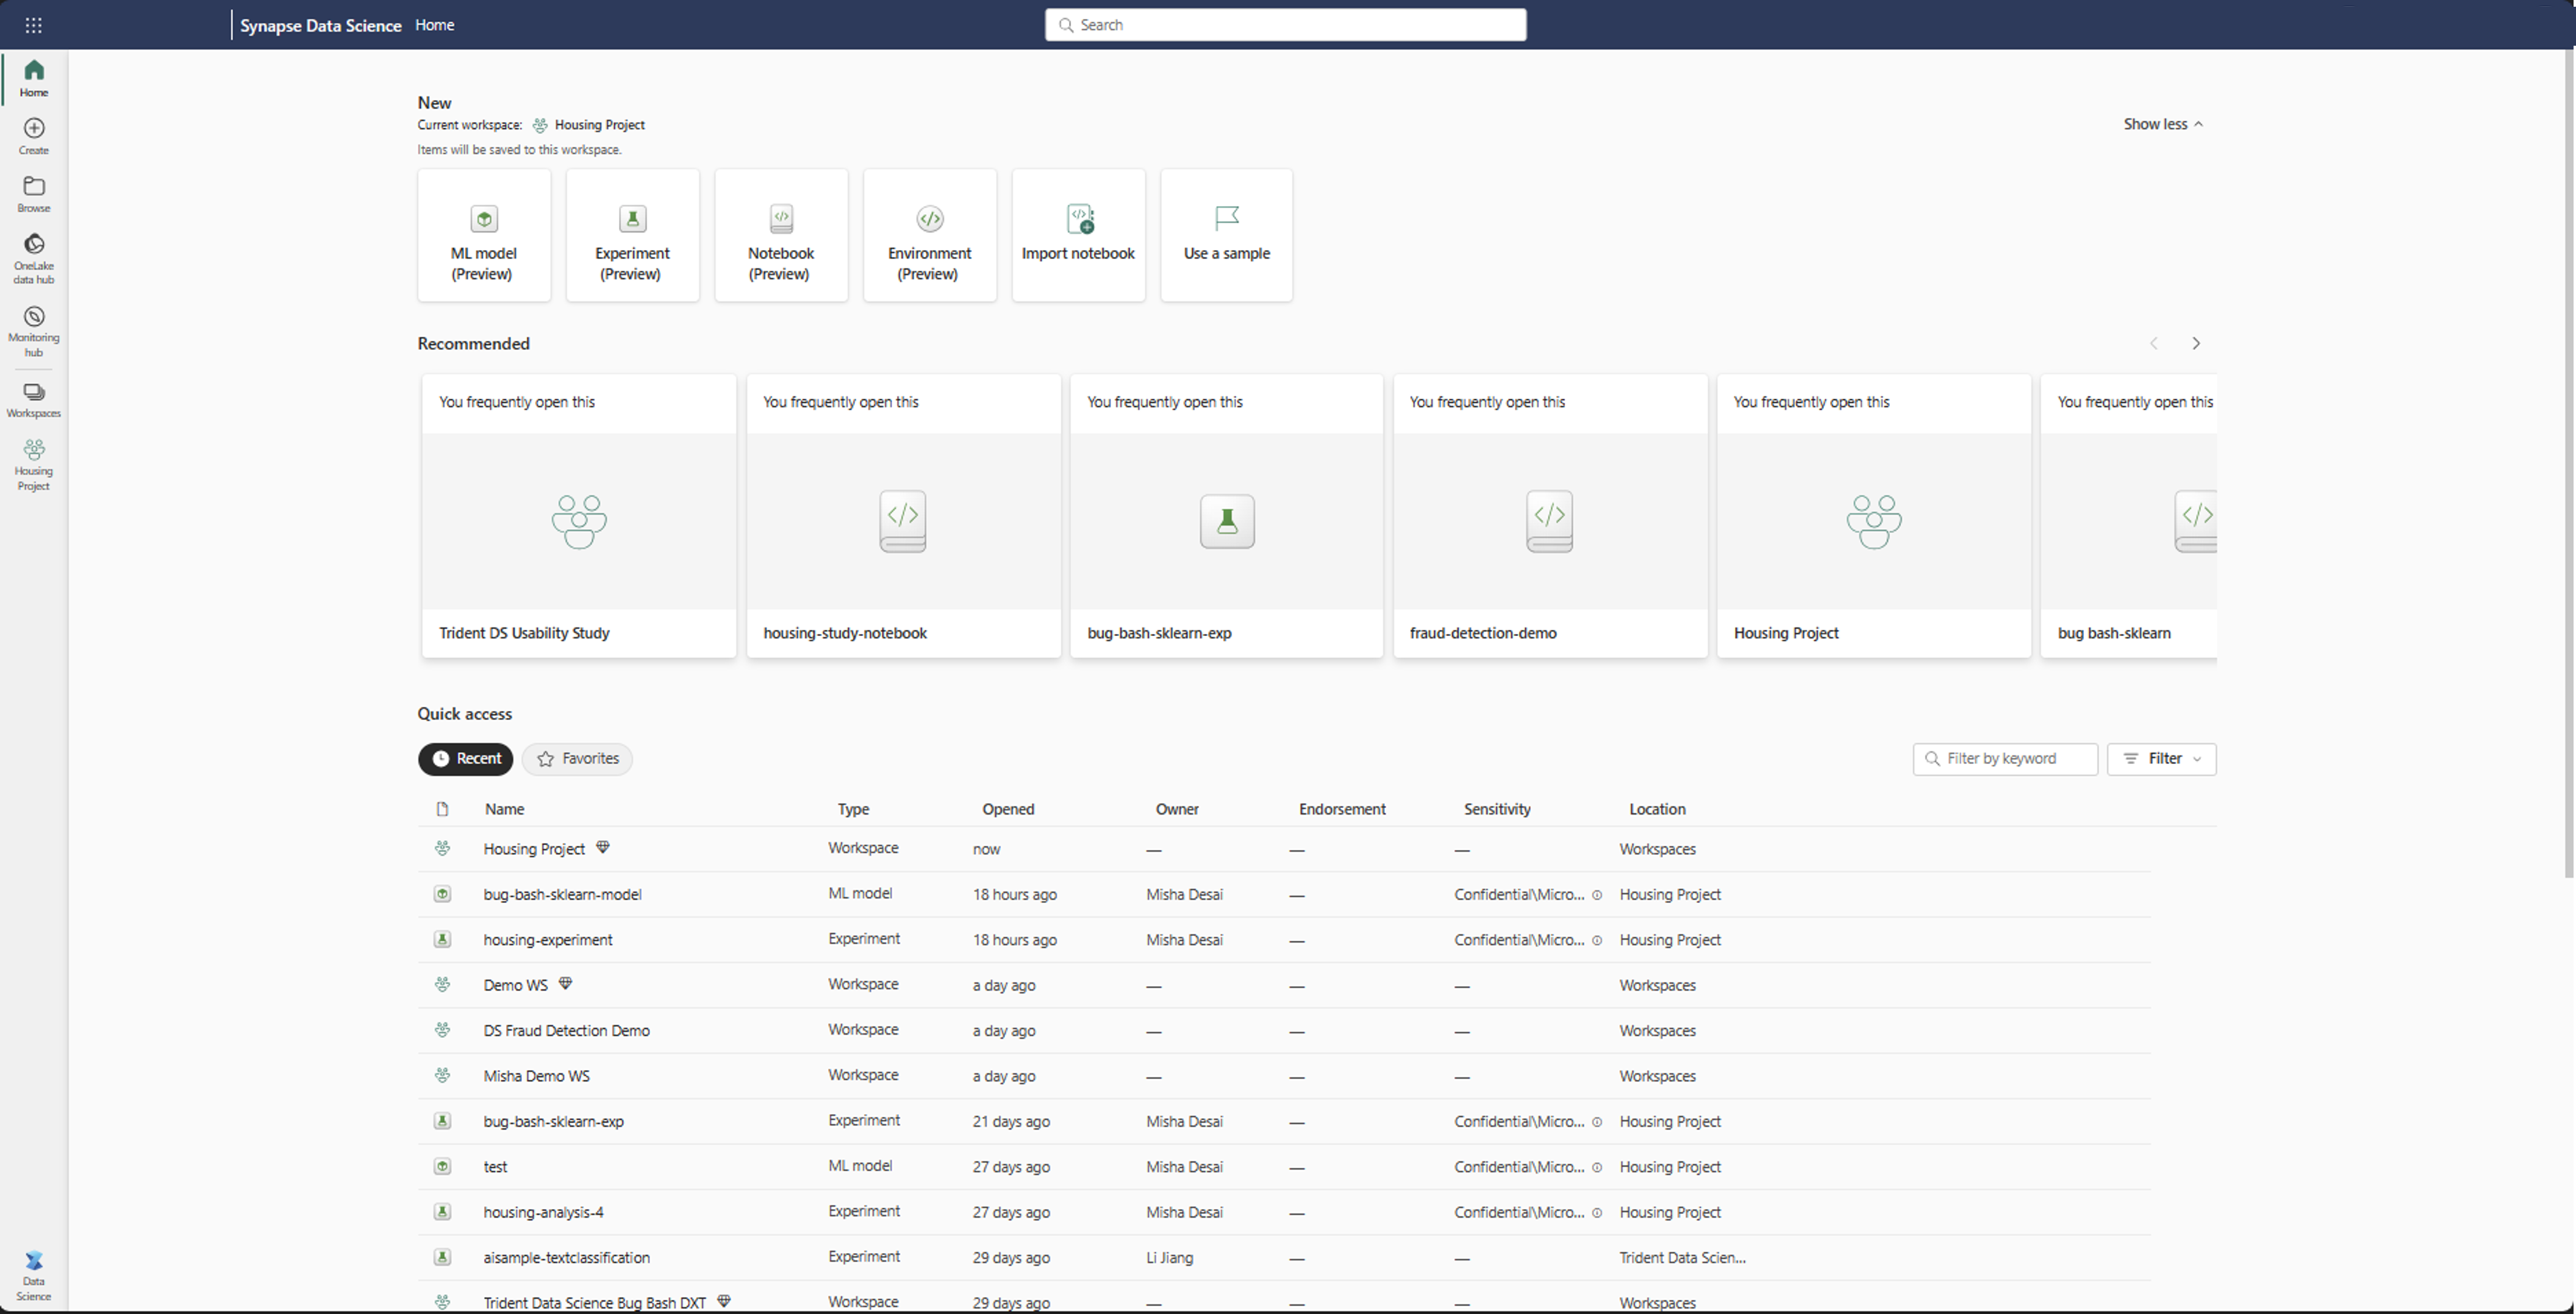 Synapse Data Science Home
Search
Home
Create
Browse
OneLake
data hub
Monitoring
hub
Workspaces
Housing
Project
Data
Science
New
Current workspace: Housing Project
Items will be saved to this workspace.
Show less
ML model
(Preview)
Experiment
(Preview)
Notebook
(Preview)
Environment
(Preview)
Import notebook
Use a sample
Recommended
You frequently open this
Trident DS Usability Study
You frequently open this
housing-study-notebook
You frequently open this
bug-bash-sklearn-exp
You frequently open this
fraud-detection-demo
You frequently open this
Housing Project
You frequently open this
bug bash-sklearn
Quick access
Recent
Favorites
Filter by keyword
Filter
Name Type Opened Owner Endorsement Sensitivity Location
Housing Project Workspace now — — — Workspaces
bug-bash-sklearn-model ML model 18 hours ago Misha Desai — Confidential\Micro... Housing Project
housing-experiment Experiment 18 hours ago Misha Desai — Confidential\Micro... Housing Project
Demo WS Workspace a day ago — — — Workspaces
DS Fraud Detection Demo Workspace a day ago — — — Workspaces
Misha Demo WS Workspace a day ago — — — Workspaces
bug-bash-sklearn-exp Experiment 21 days ago Misha Desai — Confidential\Micro... Housing Project
test ML model 27 days ago Misha Desai — Confidential\Micro... Housing Project
housing-analysis-4 Experiment 27 days ago Misha Desai — Confidential\Micro... Housing Project
aisample-textclassification Experiment 29 days ago Li Jiang — — Trident Data Scien...
Trident Data Science Bug Bash DXT Workspace 29 days ago — — — Workspaces